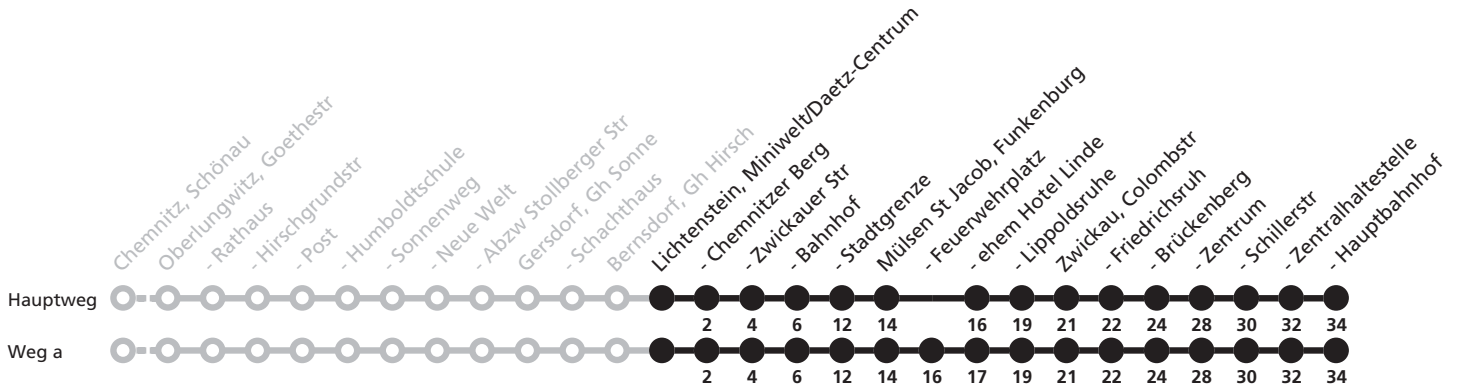 Chemnitz, Schönau
Oberlungwitz, Goethestr
- Rathaus
- Hirschgrundstr
- Post
- Humboldtschule
- Sonnenweg
- Neue Welt
- Abzw Stollberger Str
Gersdorf, Gh Sonne
- Schachthaus
Bernsdorf, Gh Hirsch
Lichtenstein, Miniwelt/Daetz-Centrum
- Chemnitzer Berg
- Zwickauer Str
- Bahnhof
- Stadtgrenze
Mülsen St Jacob, Funkenburg
- Feuerwehrplatz
- ehem Hotel Linde
- Lippoldsruhe
Zwickau, Colombstr
- Friedrichsruh
- Brückenberg
- Zentrum
- Schillerstr
- Zentralhaltestelle
- Hauptbahnhof
Hauptweg
2 4 6 12 14 16 19 21 22 24 28 30 32 34
Weg a
2 4 6 12 14 16 17 19 21 22 24 28 30 32 34